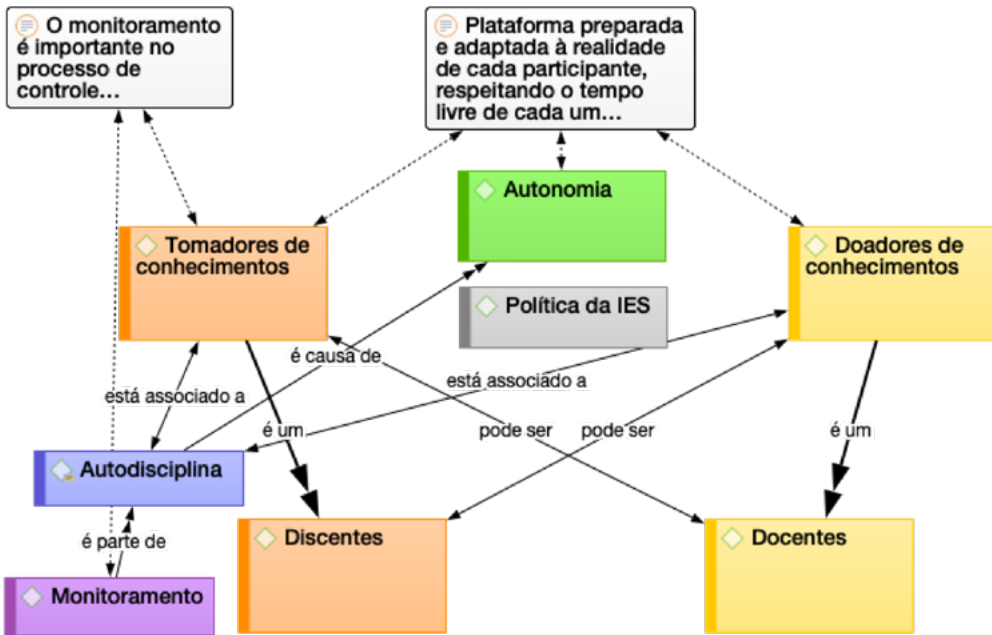 O monitoramento
é importante no
processo de
controle...
Plataforma preparada
e adaptada à realidade
de cada participante,
respeitando o tempo
livre de cada um...
Autonomia
Tomadores de
conhecimentos
Doadores de
conhecimentos
Política da IES
é causa de
está associado a
está associado a
é um
pode ser
pode ser
é um
Autodisciplina
Discentes
Docentes
é parte de
Monitoramento